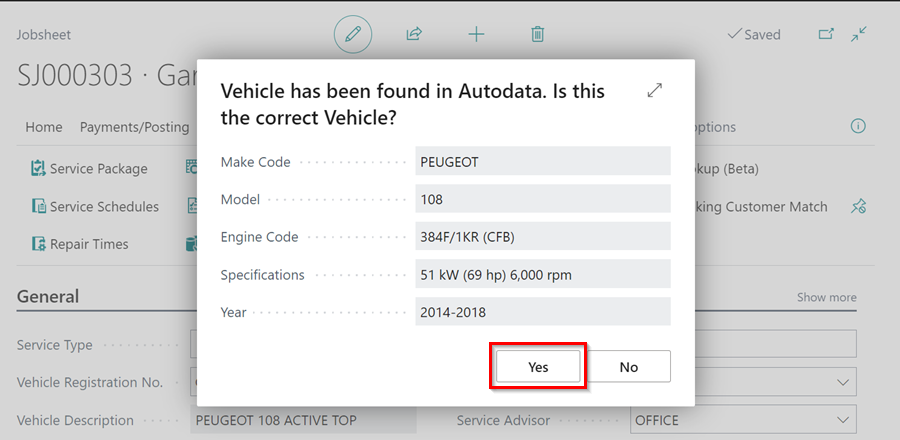 Jobsheet
Saved
SJ000303 · Gar
Vehicle has been found in Autodata. Is this
the correct Vehicle?
Home Payments/Posting
ptions
Make Code PEUGEOT
Service Package
kup (Beta)
Model 108
Service Schedules
king Customer Match
Engine Code 384F/1KR (CFB)
Repair Times
Specifications 51 kW (69 hp) 6,000 rpm
General
Show more
Year 2014-2018
Service Type
Yes No
Vehicle Registration No.
Vehicle Description PEUGEOT 108 ACTIVE TOP
Service Advisor OFFICE